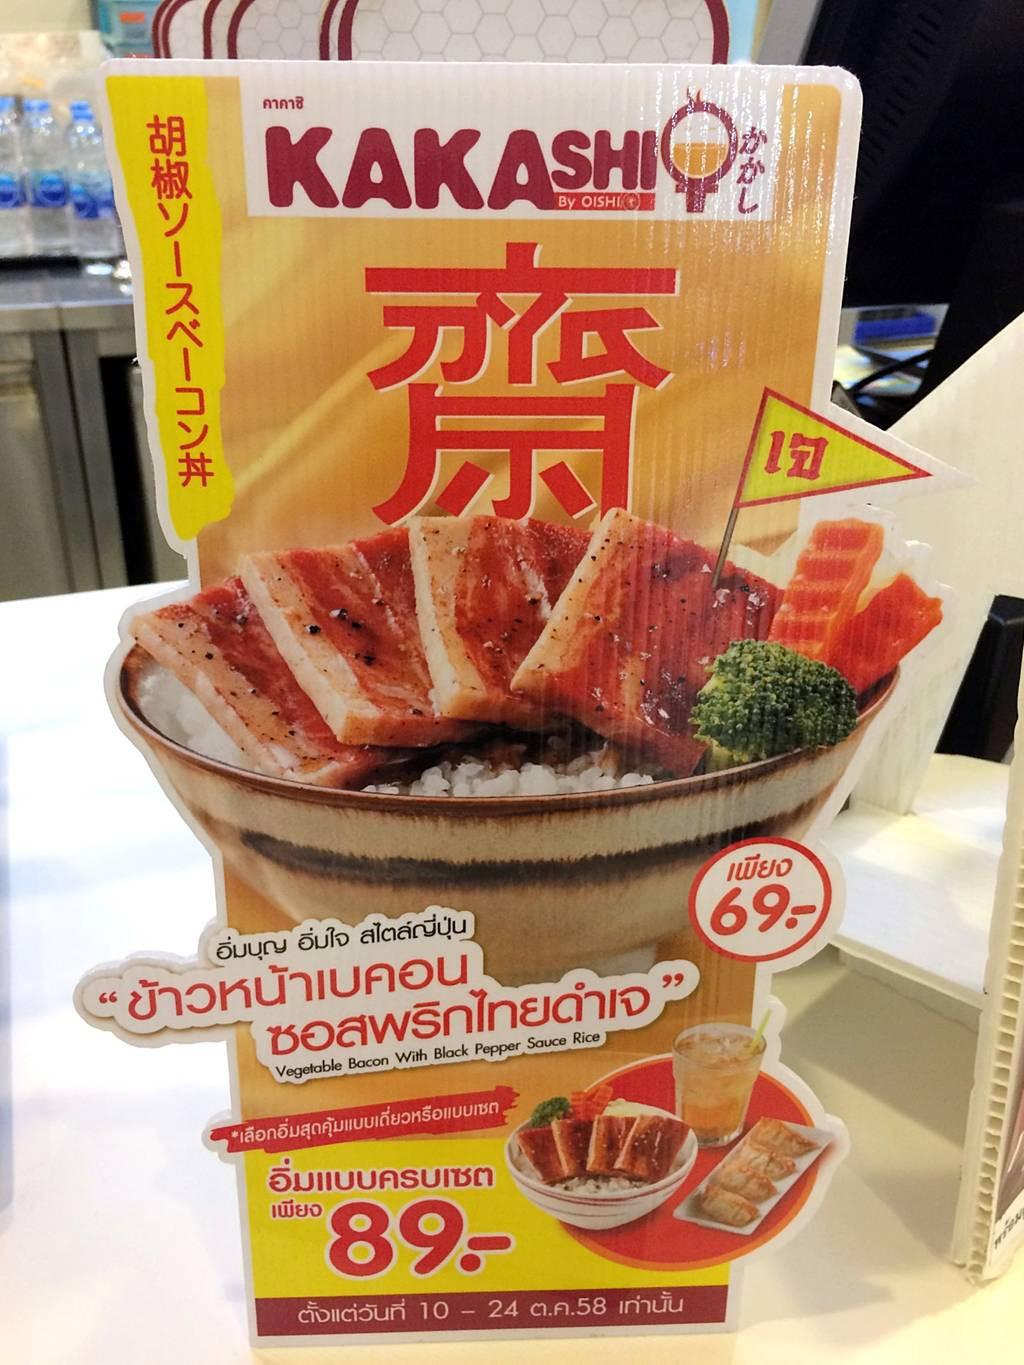 คาคาชิ
KAKASHI
By OISHI
かかし
胡椒ソースベーコン丼
齋
เจ
เพียง
69.-
อิ่มบุญ อิ่มใจ สไตล์ญี่ปุ่น
“ข้าวหน้าเบคอน
ซอสพริกไทยดำเจ”
Vegetable Bacon With Black Pepper Sauce Rice
*เลือกอิ่มสุดคุ้มแบบเดี่ยวหรือแบบเซต
อิ่มแบบครบเซต
เพียง
89.-
ตั้งแต่วันที่ 10 – 24 ต.ค.58 เท่านั้น